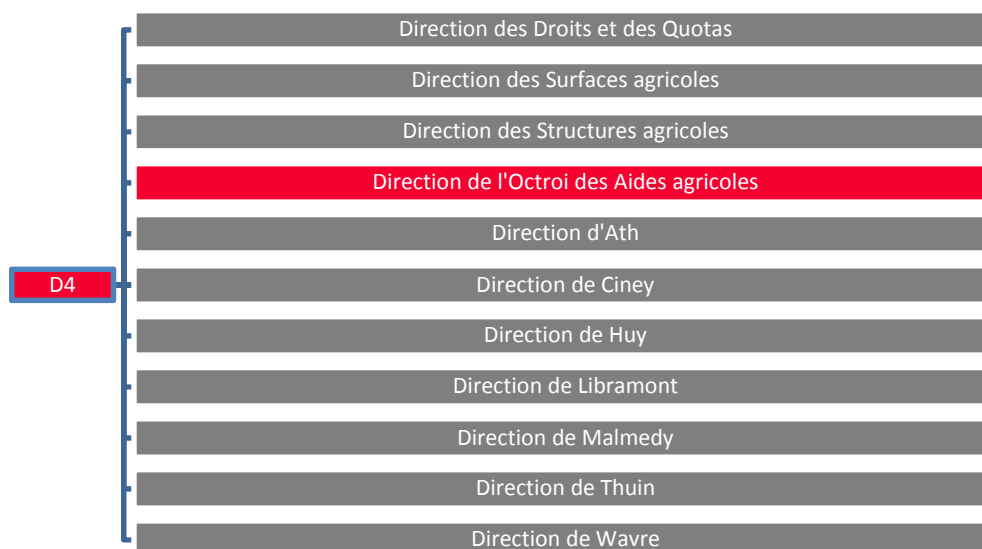 Direction des Droits et des Quotas
Direction des Surfaces agricoles
Direction des Structures agricoles
Direction de l'Octroi des Aides agricoles
Direction d'Ath
D4
Direction de Ciney
Direction de Huy
Direction de Libramont
Direction de Malmedy
Direction de Thuin
Direction de Wavre